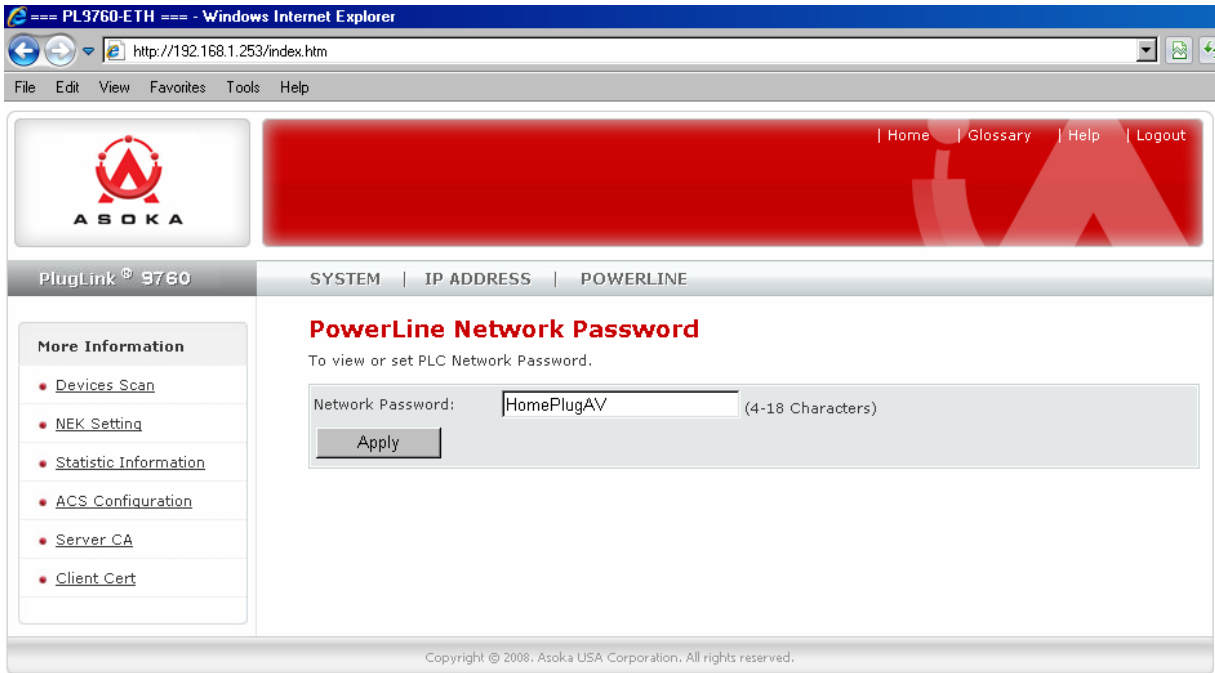 === PL9760-ETH === - Windows Internet Explorer
http://192.168.1.253/index.htm
File Edit View Favorites Tools Help
| Home | Glossary | Help | Logout
ASOKA
PlugLink ® 9760
SYSTEM | IP ADDRESS | POWERLINE
More Information
Devices Scan
NEK Setting
Statistic Information
ACS Configuration
Server CA
Client Cert
PowerLine Network Password
To view or set PLC Network Password.
Network Password: HomePlugAV (4-18 Characters)
Apply
Copyright © 2008. Asoka USA Corporation. All rights reserved.